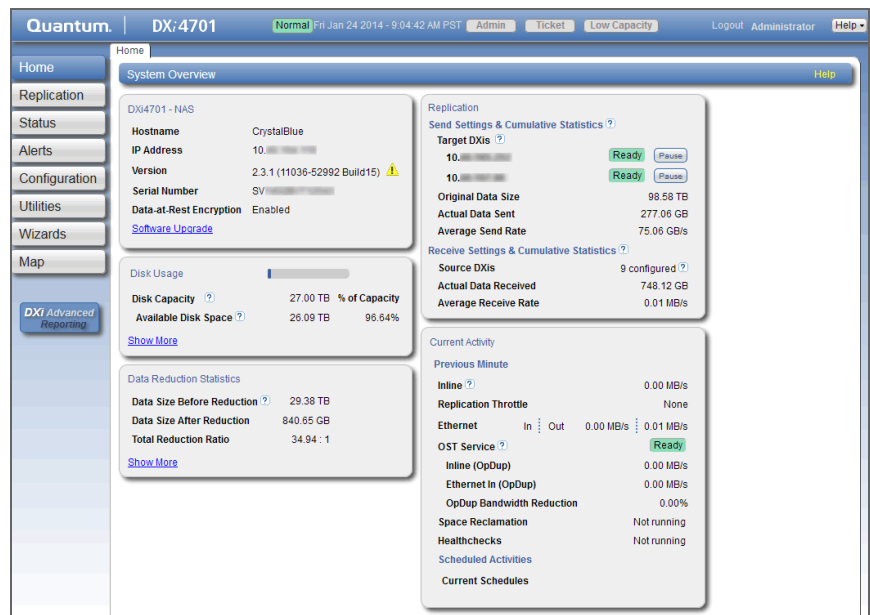 Quantum. DXi4701 Normal Fri Jan 24 2014 - 9:04:42 AM PST Admin Ticket Low Capacity Logout Administrator Help
Home
Home
Replication
Status
Alerts
Configuration
Utilities
Wizards
Map
DXi Advanced
Reporting
System Overview Help
DXi4701 - NAS
Hostname CrystalBlue
IP Address 10.
Version 2.3.1 (11036-52992 Build15)
Serial Number SV
Data-at-Rest Encryption Enabled
Software Upgrade
Disk Usage
Disk Capacity ? 27.00 TB % of Capacity
Available Disk Space ? 26.09 TB 96.64%
Show More
Data Reduction Statistics
Data Size Before Reduction ? 29.38 TB
Data Size After Reduction 840.65 GB
Total Reduction Ratio 34.94 : 1
Show More
Replication
Send Settings & Cumulative Statistics ?
Target DXis ?
10. Ready Pause
10. Ready Pause
Original Data Size 98.58 TB
Actual Data Sent 277.06 GB
Average Send Rate 75.06 GB/s
Receive Settings & Cumulative Statistics ?
Source DXis 9 configured ?
Actual Data Received 748.12 GB
Average Receive Rate 0.01 MB/s
Current Activity
Previous Minute
Inline ? 0.00 MB/s
Replication Throttle None
Ethernet In Out 0.00 MB/s 0.01 MB/s
OST Service ? Ready
Inline (OpDup) 0.00 MB/s
Ethernet In (OpDup) 0.00 MB/s
OpDup Bandwidth Reduction 0.00%
Space Reclamation Not running
Healthchecks Not running
Scheduled Activities
Current Schedules